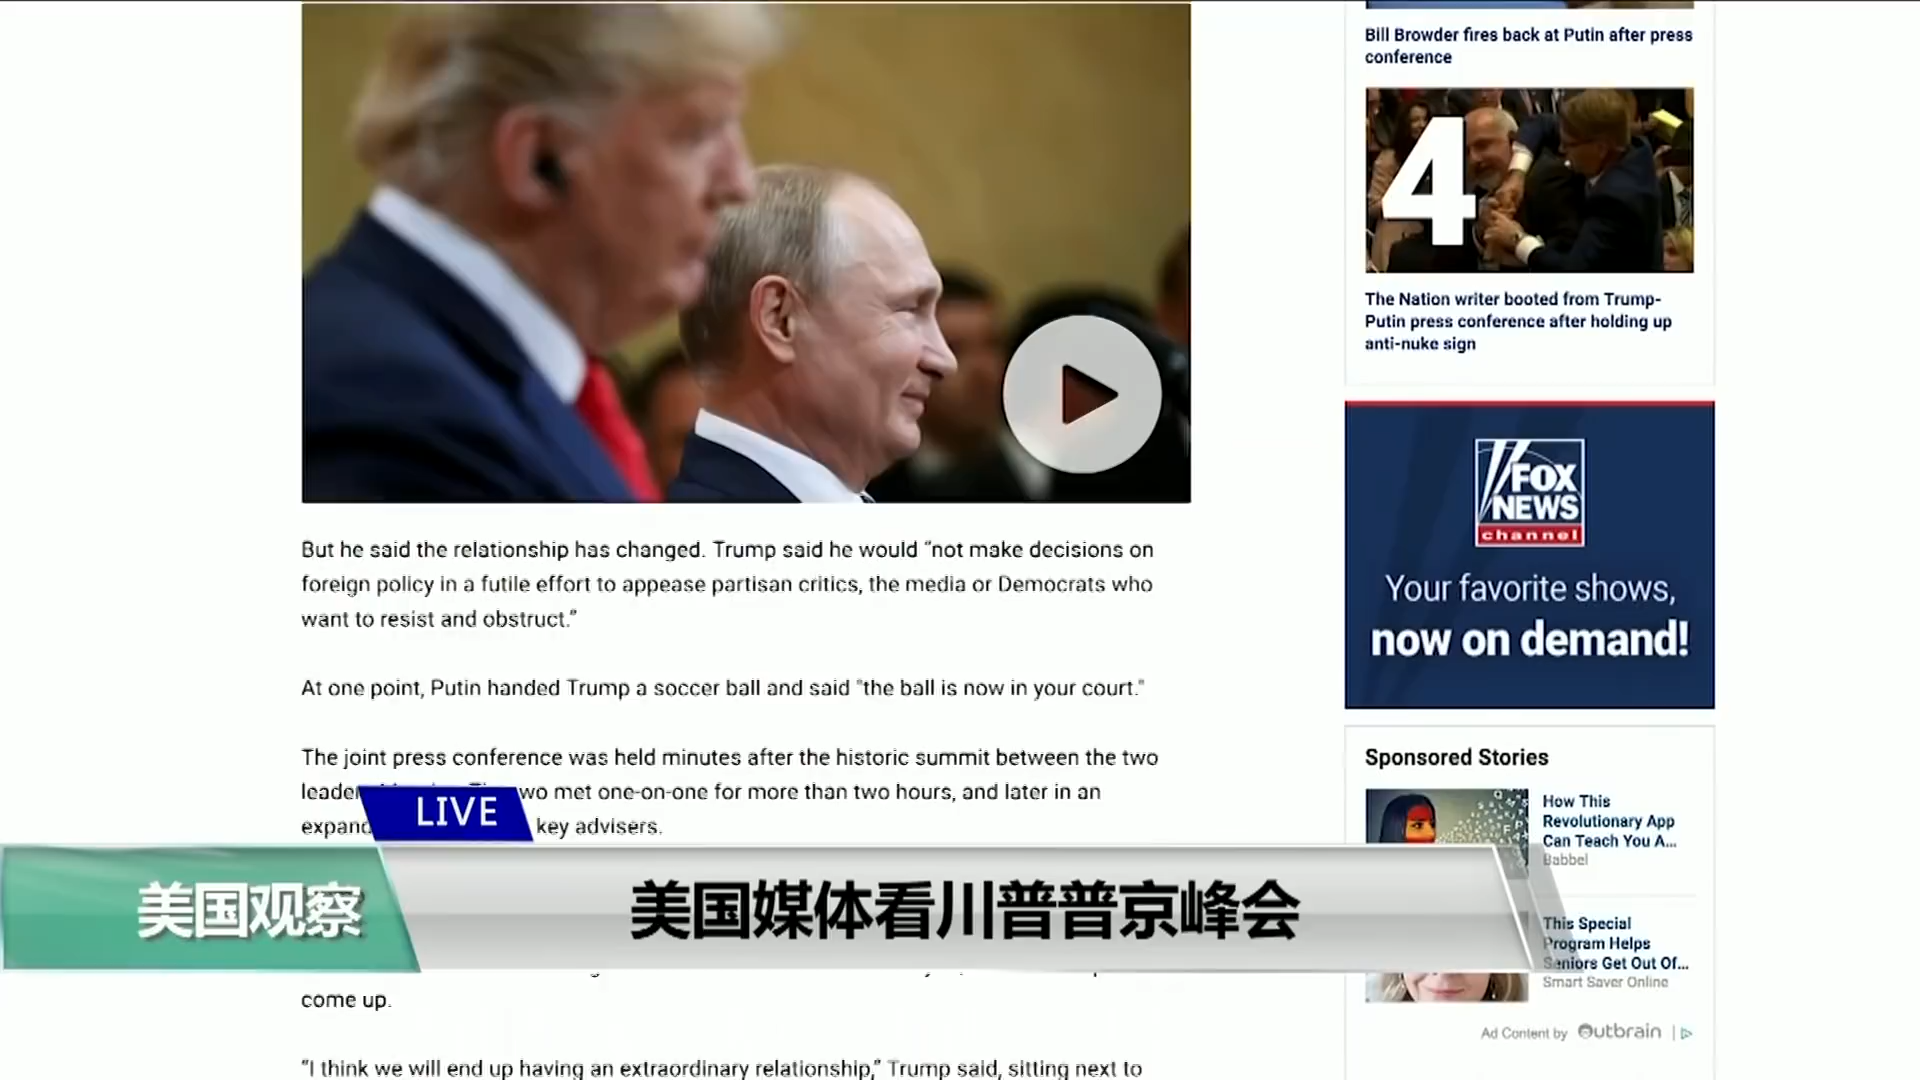 But he said the relationship has changed. Trump said he would “not make decisions on
foreign policy in a futile effort to appease partisan critics, the media or Democrats who
want to resist and obstruct.”
At one point, Putin handed Trump a soccer ball and said "the ball is now in your court."
The joint press conference was held minutes after the historic summit between the two
met one-on-one for more than two hours, and later in an
key advisers.
come up.
“I think we will end up having an extraordinary relationship,” Trump said, sitting next to
Bill Browder fires back at Putin after press
conference
4
The Nation writer booted from Trump-
Putin press conference after holding up
anti-nuke sign
FOX
NEWS
channel
Your favorite shows,
now on demand!
Sponsored Stories
How This
Revolutionary App
Can Teach You A...
Babbel
This Special
Program Helps
Seniors Get Out Of...
Smart Saver Online
Ad Content by Outbrain
LIVE
美国观察
美国媒体看川普普京峰会